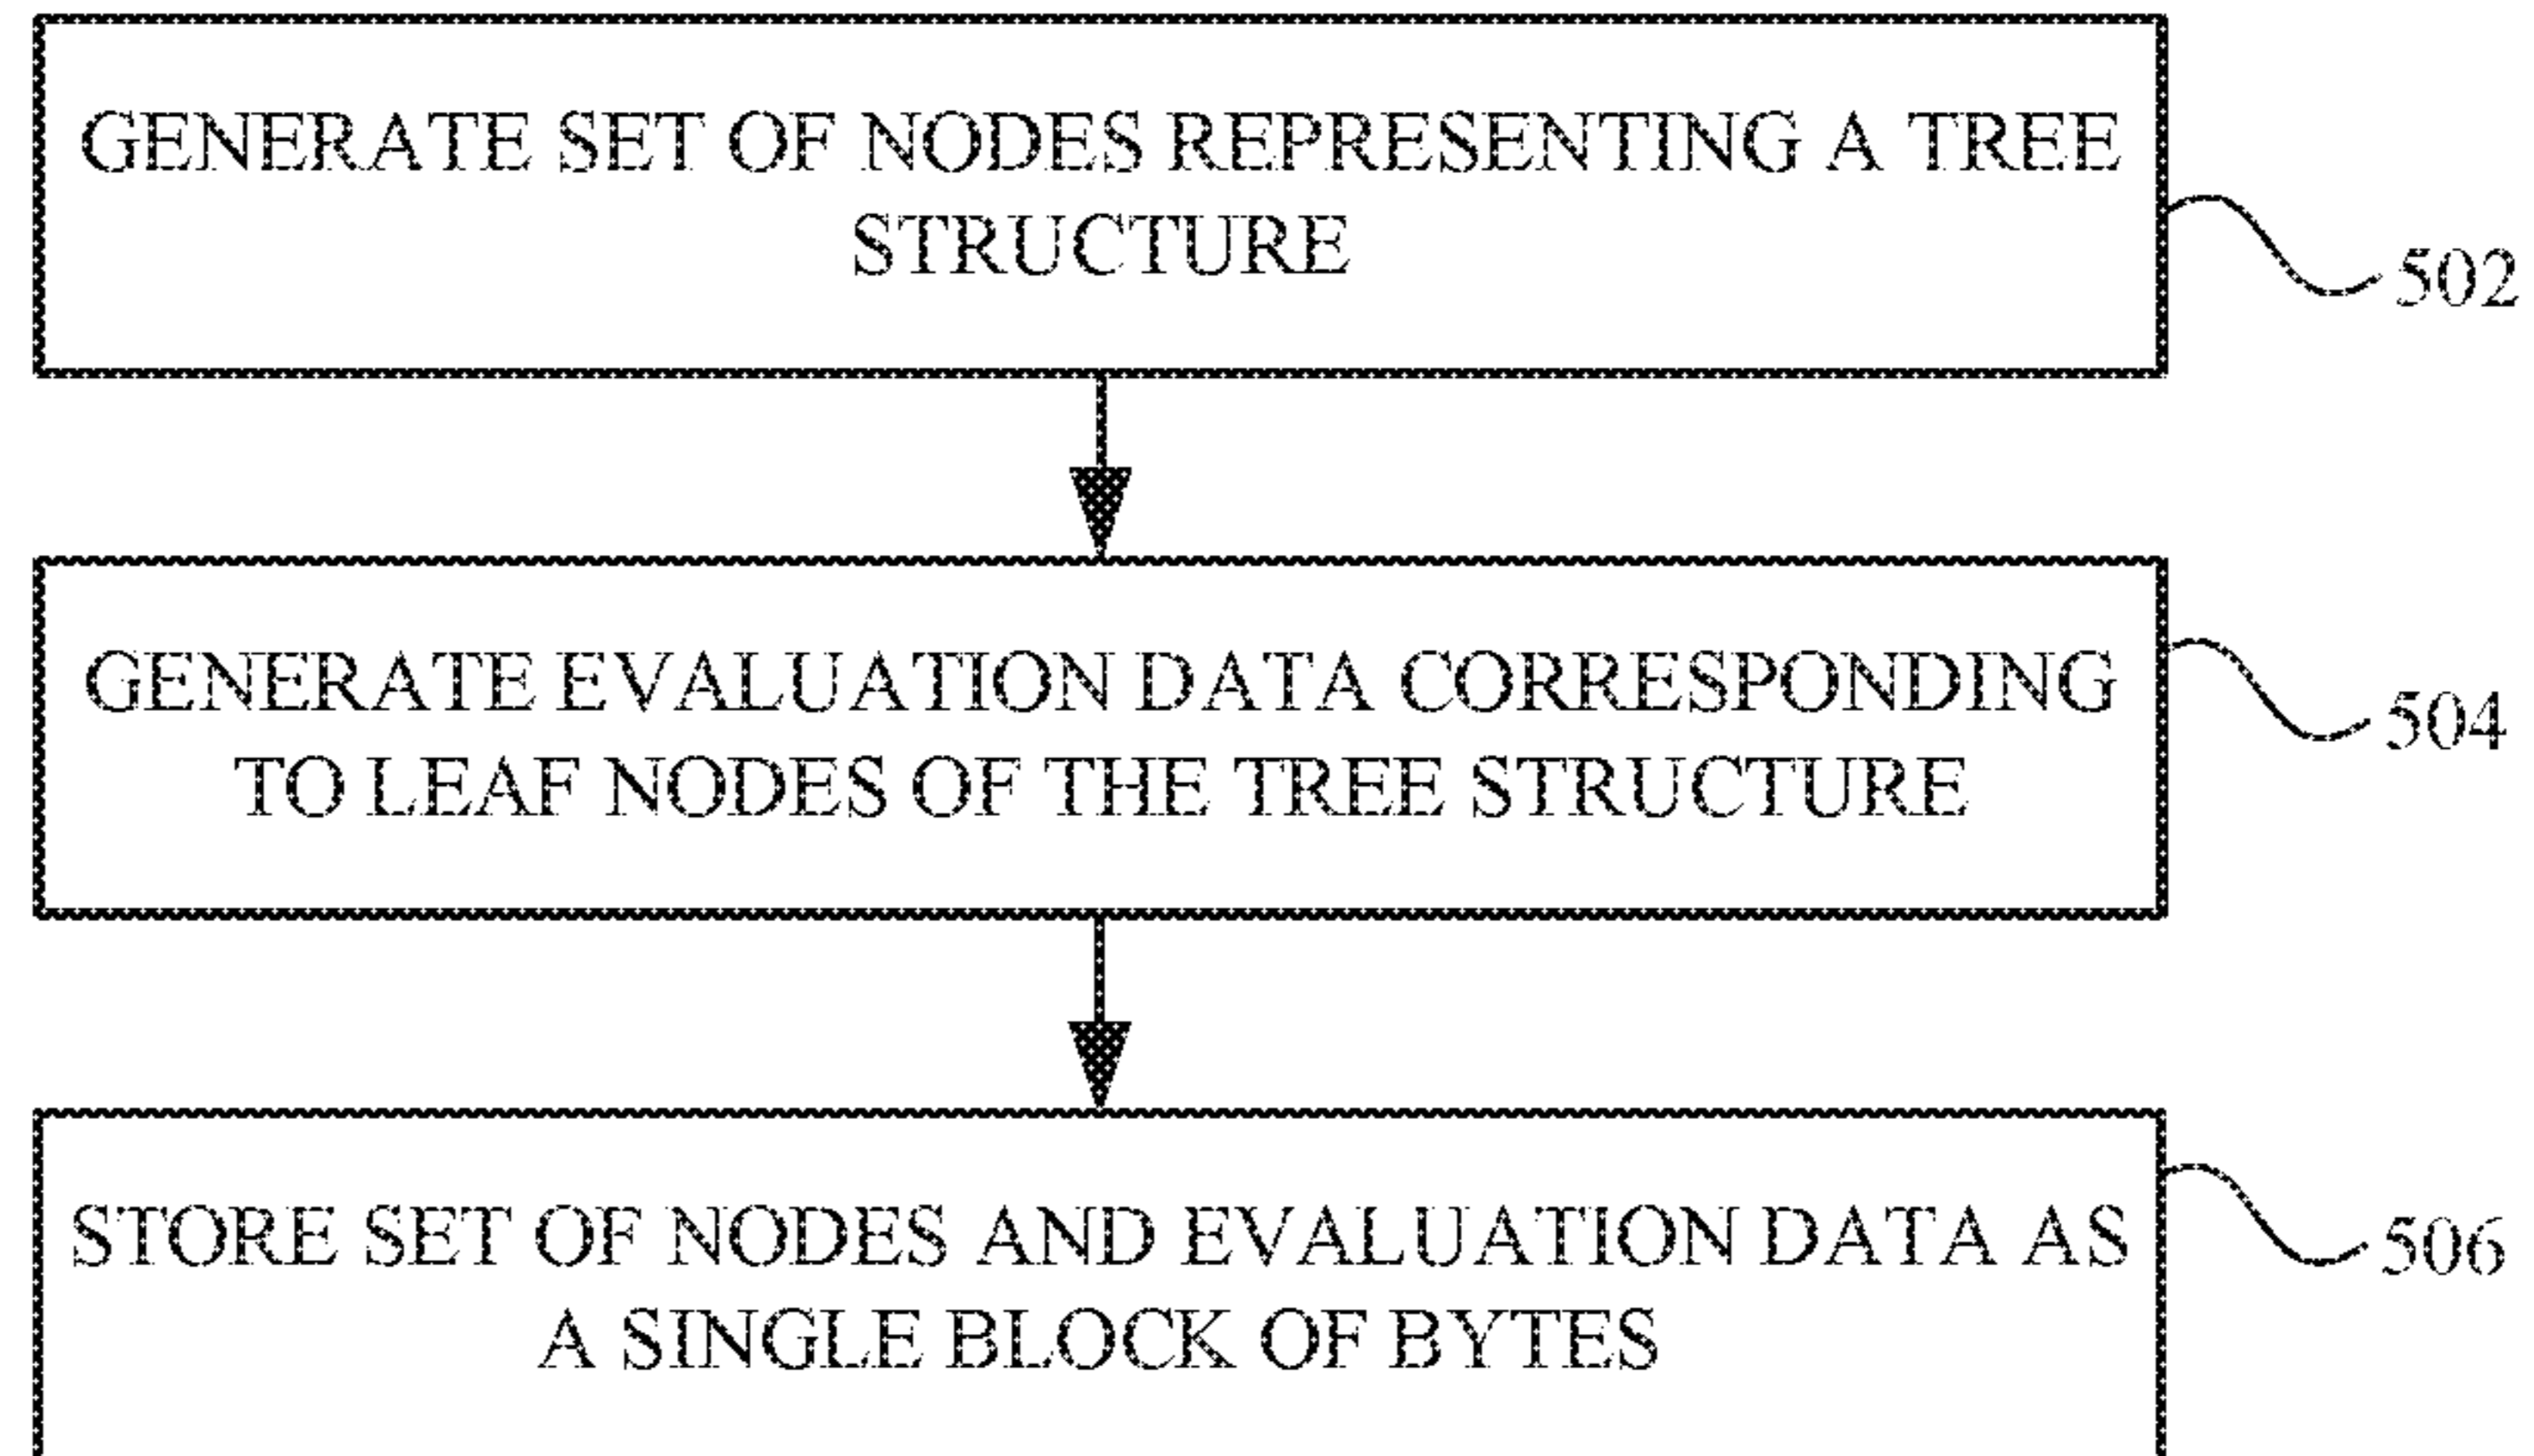 GENERATE SET OF NODES REPRESENTING A TREE
STRUCTURE
502
GENERATE EVALUATION DATA CORRESPONDING
TO LEAF NODES OF THE TREE STRUCTURE
504
STORE SET OF NODES AND EVALUATION DATA AS
A SINGLE BLOCK OF BYTES
506